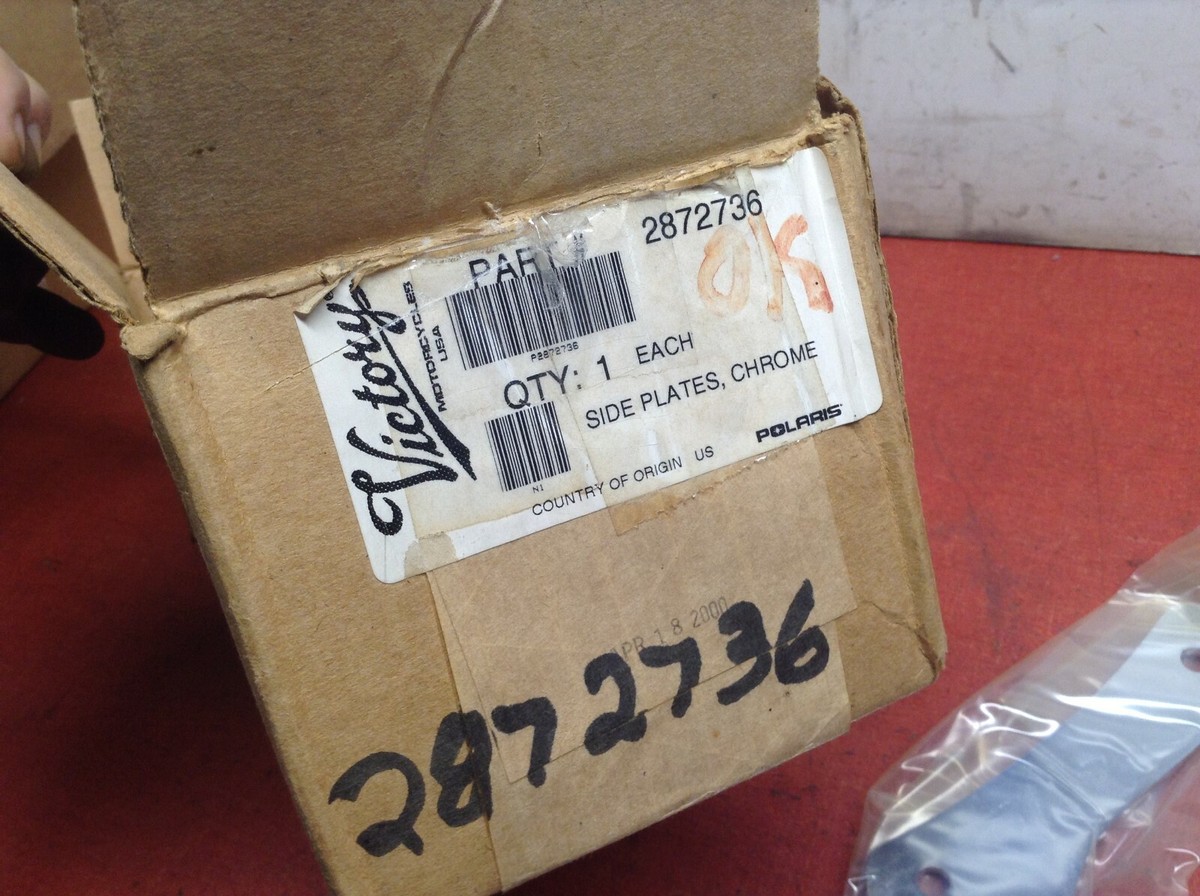 PART#
2872736
OK
P2872736
Victory
MOTORCYCLES
USA
QTY: 1 EACH
SIDE PLATES, CHROME
N1
POLARIS
COUNTRY OF ORIGIN US
APR 18 2000
2872736